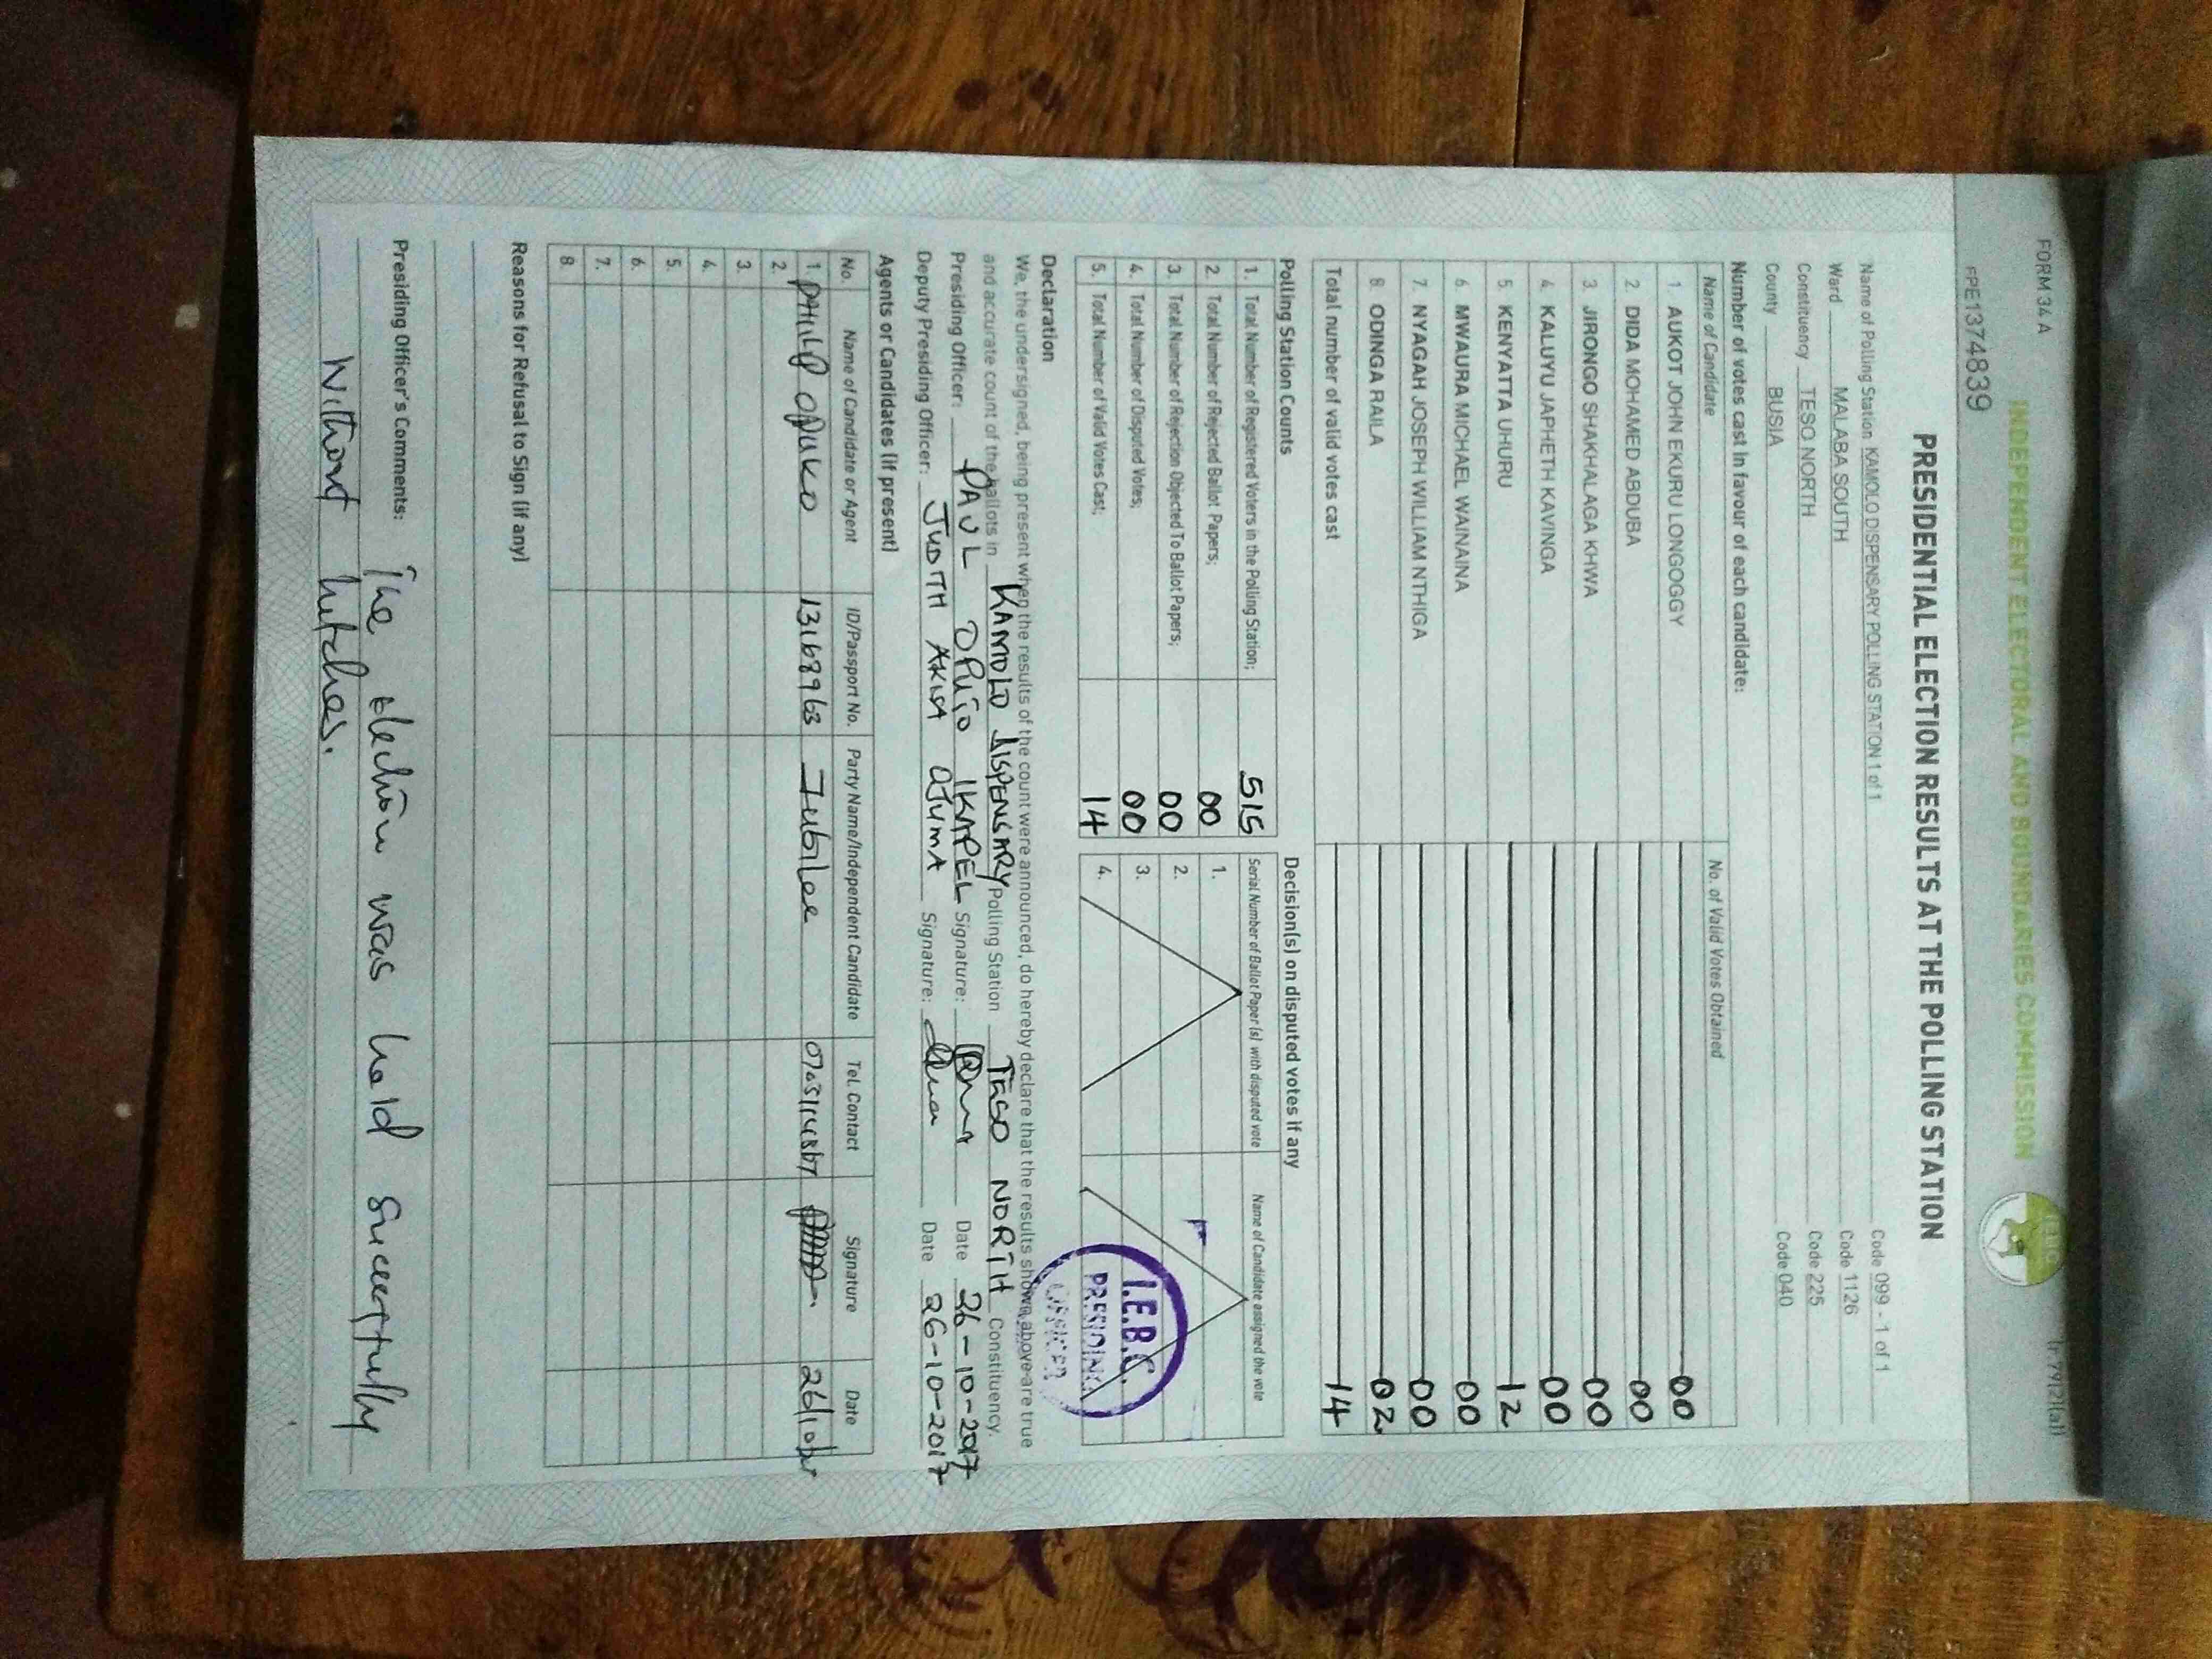 FORM 34 A
INDEPENDENT ELECTORAL AND BOUNDARIES COMMISSION
PRE1374839
PRESIDENTIAL ELECTION RESULTS AT THE POLLING STATION
Name of Polling Station KAMOLO DISPENSARY POLLING STATION 1 of 1 Code 099 - 1 of 1
Ward MALABA SOUTH Code 1126
Constituency TESO NORTH Code 225
County BUSIA Code 040
Number of votes cast in favour of each candidate:
Name of Candidate No. of Valid Votes Obtained
1 AUKOT JOHN EKURU LONGOGGY 00
2 DIDA MOHAMED ABDUBA 00
3 JIRONGO SHAKHALAGA KHWA 00
4 KALUYU JAPHETH KAVINGA 00
5 KENYATTA UHURU 12
6 MWAURA MICHAEL WAINAINA 00
7 NYAGAH JOSEPH WILLIAM NTHIGA 00
8 ODINGA RAILA 02
Total number of valid votes cast 14
Polling Station Counts
1. Total Number of Registered Voters in the Polling Station; 515
2. Total Number of Rejected Ballot Papers; 00
3. Total Number of Rejection Objected To Ballot Papers; 00
4. Total Number of Disputed Votes; 00
5. Total Number of Valid Votes Cast; 14
Decision(s) on disputed votes if any
Serial Number of Ballot Paper (s) with disputed vote Name of Candidate assigned the vote
1.
2.
3.
4.
I.E.B.C.
PRESIDING
OFFICER
Declaration
We, the undersigned, being present when the results of the count were announced, do hereby declare that the results shown above are true
and accurate count of the ballots in KAMOLO DISPENSARY Polling Station TESO NORTH Constituency.
Presiding Officer: PAUL OPIIO IKAPEL Signature: Date 26-10-2017
Deputy Presiding Officer: JUDITH AKISA AJUMA Signature: Date 26-10-2017
Agents or Candidates (if present)
No. Name of Candidate or Agent ID/Passport No. Party Name/Independent Candidate Tel. Contact Signature Date
1. PHILIP OPUKO 13168963 Jubilee
2.
3.
4.
5.
6.
7.
8.
Reasons for Refusal to Sign (if any)
Presiding Officer's Comments: The election was held successfully
Without hitches.